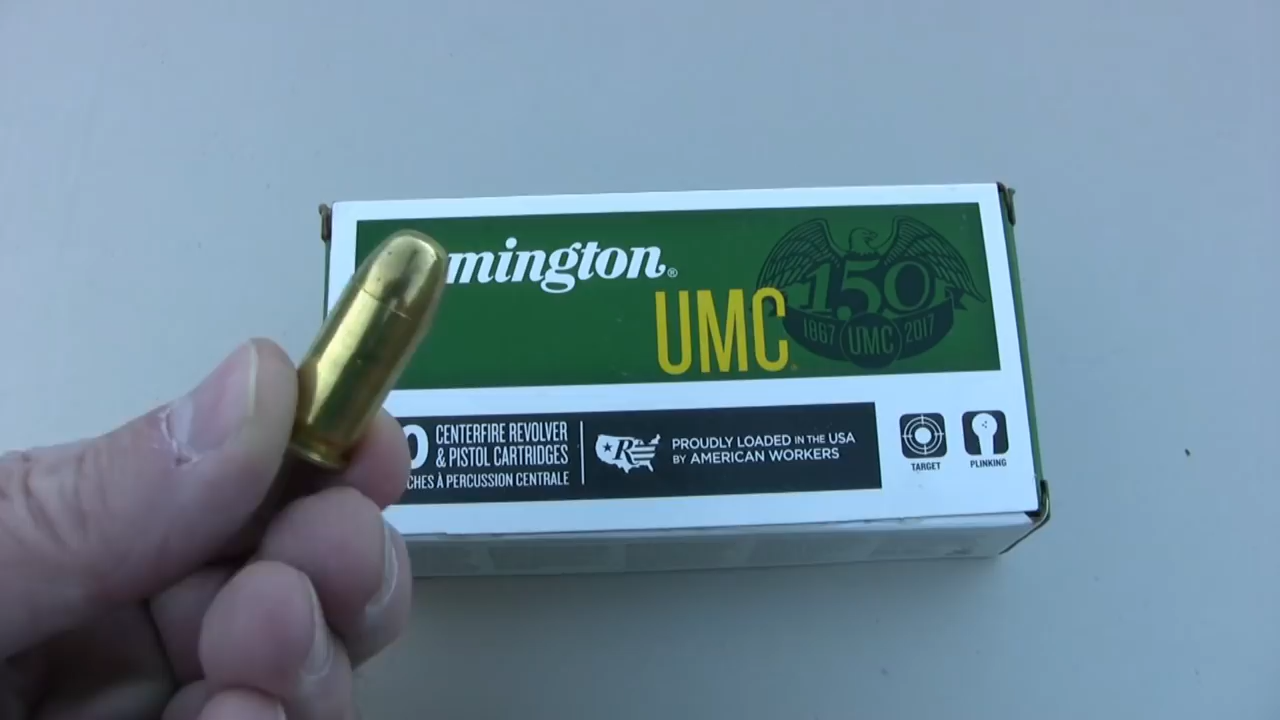 mington®
UMC
150
1867 UMC 2017
0 CENTERFIRE REVOLVER
& PISTOL CARTRIDGES
CHES À PERCUSSION CENTRALE
R
PROUDLY LOADED IN THE USA
BY AMERICAN WORKERS
TARGET
PLINKING